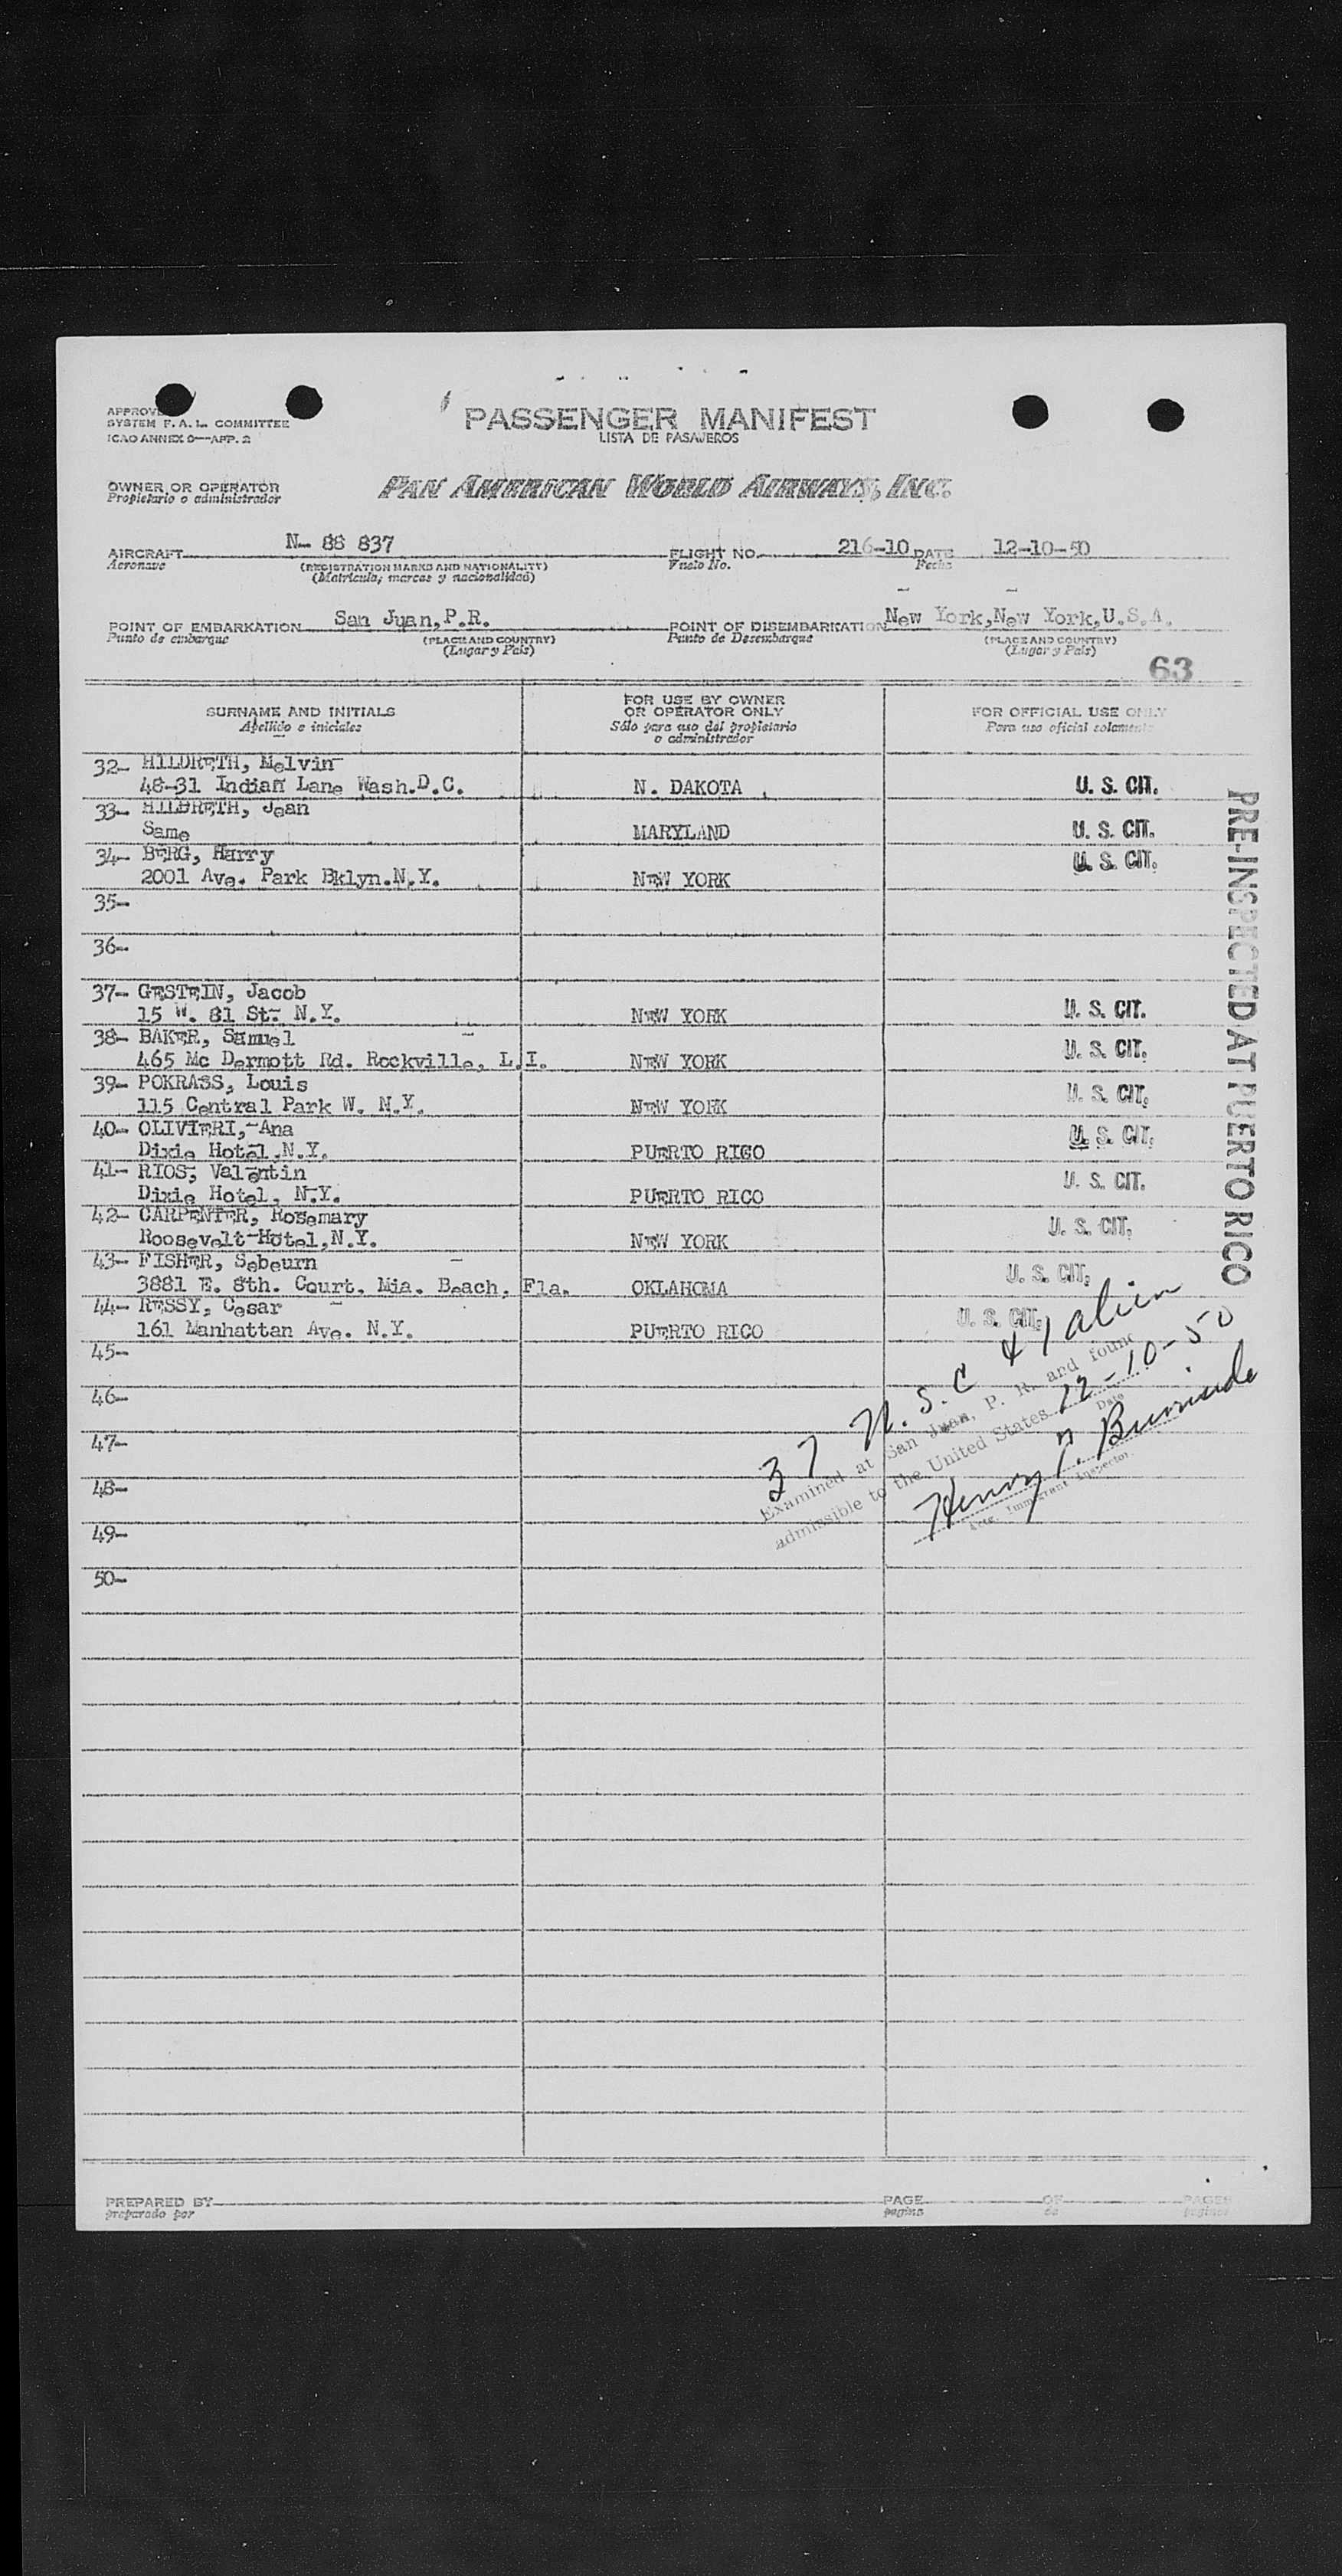 APPROVE
SYSTEM F. A. L. COMMITTEE
ICAO ANNEX 9—APP. 2
PASSENGER MANIFEST
LISTA DE PASAJEROS
OWNER OR OPERATOR
Propietario o administrador
PAN AMERICAN WORLD AIRWAYS, INC.
AIRCRAFT N- 88 837 FLIGHT NO. 216-10 DATE 12-10-50
Aeronave (REGISTRATION MARKS AND NATIONALITY) Vuelo No. Fecha
(Matrícula, marcas y nacionalidad)
POINT OF EMBARKATION San Juan,P.R. POINT OF DISEMBARKATION New York,New York,U.S.A.
Punto de embarque (PLACE AND COUNTRY) Punto de Desembarque (PLACE AND COUNTRY)
(Lugar y País) (Lugar y País)
63
SURNAME AND INITIALS FOR USE BY OWNER OR OPERATOR ONLY FOR OFFICIAL USE ONLY
Apellido e iniciales Sólo para uso del propietario o administrador Para uso oficial solamente
32- HILDRETH, Melvin
48-31 Indian Lane Wash.D.C. N. DAKOTA U. S. CIT.
33- HILDRETH, Jean
Same MARYLAND U. S. CIT.
34- BERG, Harry U. S. CIT.
2001 Ave. Park Bklyn.N.Y. NEW YORK
35-
36-
37- GESTEIN, Jacob
15 W. 81 St. N.Y. NEW YORK U. S. CIT.
38- BAKER, Samuel U. S. CIT.
465 Mc Dermott Rd. Rockville, L.I. NEW YORK
39- POKRASS, Louis U. S. CIT.
115 Central Park W. N.Y. NEW YORK
40- OLIVIERI, Ana U. S. CIT.
Dixie Hotel,N.Y. PUERTO RICO
41- RIOS, Valentin U. S. CIT.
Dixie Hotel, N.Y. PUERTO RICO
42- CARPENTER, Rosemary U. S. CIT.
Roosevelt Hotel,N.Y. NEW YORK
43- FISHER, Sebeurn U. S. CIT.
3881 E. 8th. Court, Mia. Beach, Fla. OKLAHOMA
44- RESSY, Cesar U. S. CIT.
161 Manhattan Ave. N.Y. PUERTO RICO
45-
46-
47-
48-
49-
50-
PRE-INSPECTED AT PUERTO RICO
37 U.S.C & 1 alien
Examined at San Juan, P. R. and found
admissible to the United States 12-10-50
Date
Henry Burnside
Actg. Immigrant Inspector.
PREPARED BY PAGE OF PAGES
preparado por pagina de paginas